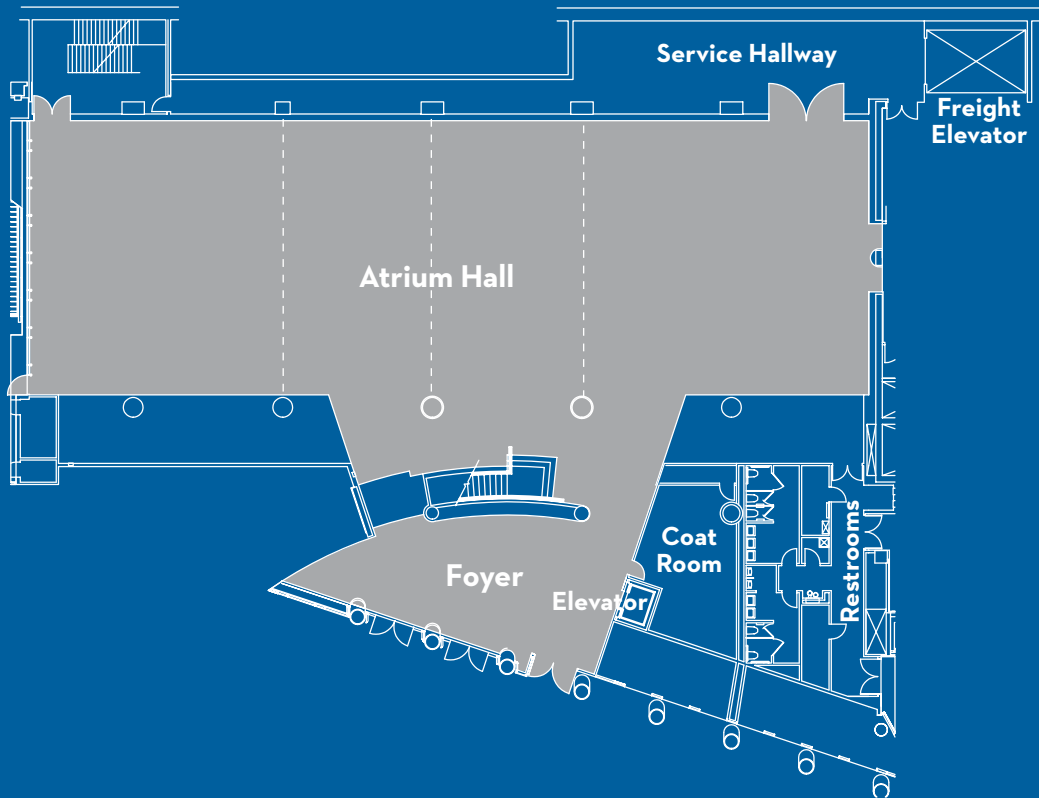 Service Hallway
Freight
Elevator
Atrium Hall
Coat
Room
Restrooms
Foyer
Elevator